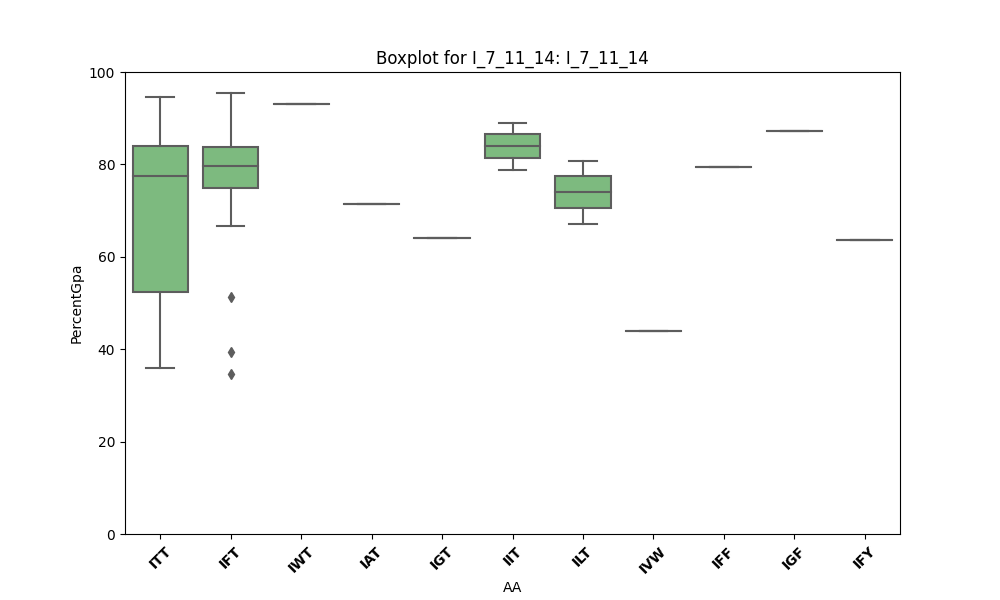 Boxplot for I_7_11_14: I_7_11_14
100
80
60
40
20
0
PercentGpa
ITT IFT IWT IAT IGT IIT ILT IVW IFF IGF IFY
AA